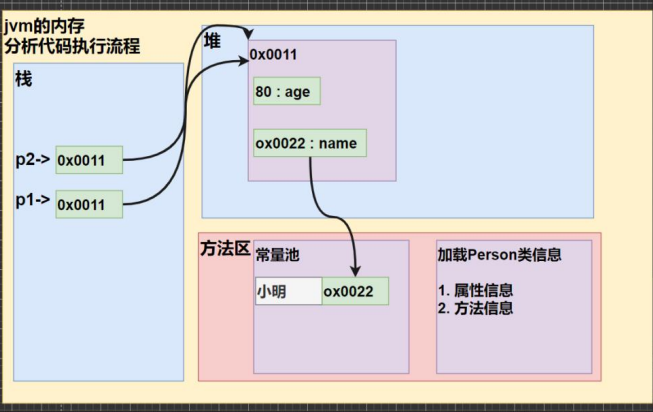 jvm的内存
分析代码执行流程
栈
p2-> 0x0011
p1-> 0x0011
堆
0x0011
80 : age
ox0022 : name
方法区
常量池
小明 ox0022
加载Person类信息
1. 属性信息
2. 方法信息